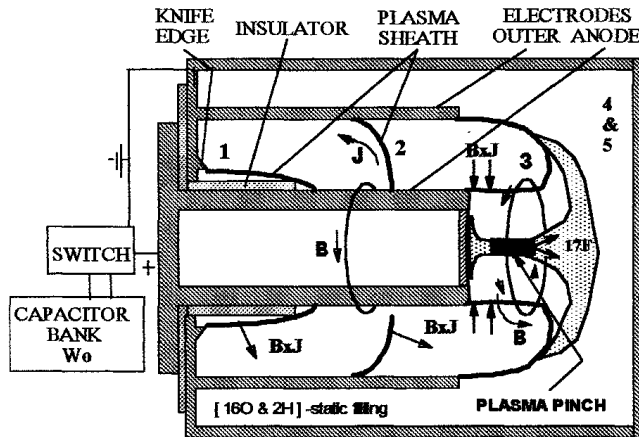 KNIFE
EDGE
INSULATOR
PLASMA
SHEATH
ELECTRODES
OUTER ANODE
1
J
2
BxJ
3
4
&
5
B
17F
SWITCH
+
CAPACITOR
BANK
Wo
BxJ
BxJ
B
[ 16O & 2H] -static filling
PLASMA PINCH